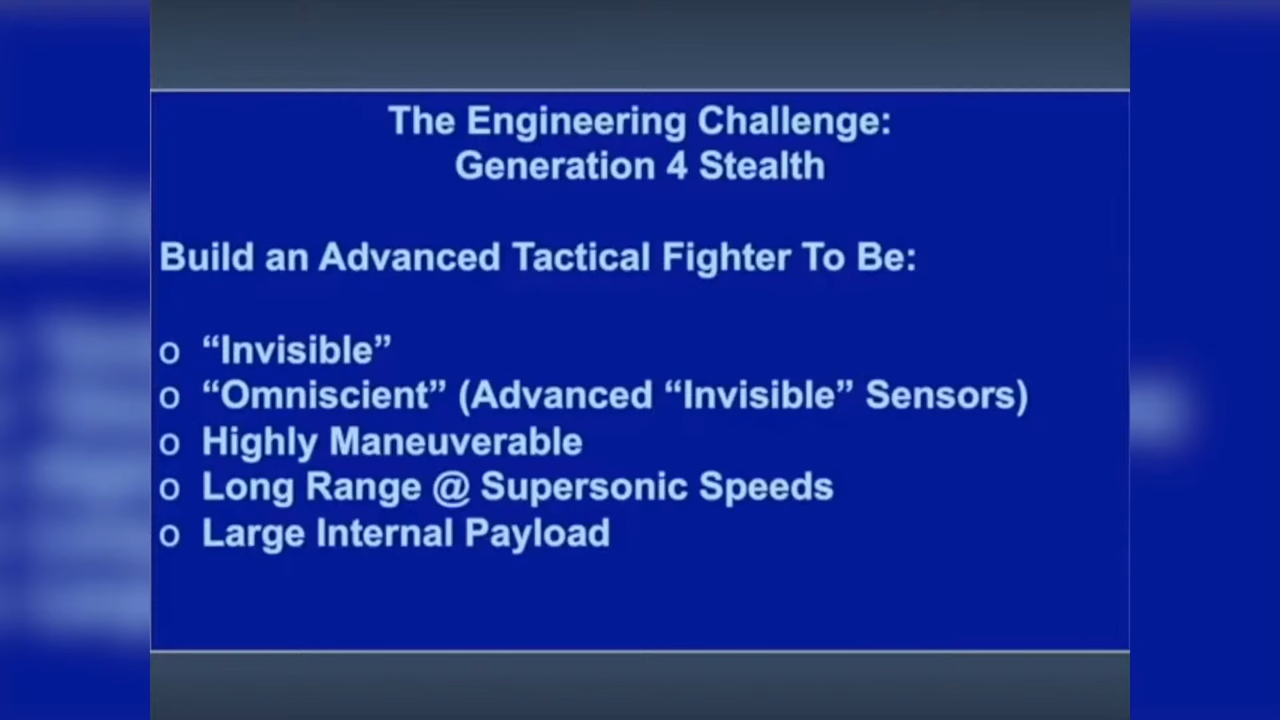 The Engineering Challenge:
Generation 4 Stealth
Build an Advanced Tactical Fighter To Be:
o “Invisible”
o “Omniscient” (Advanced “Invisible” Sensors)
o Highly Maneuverable
o Long Range @ Supersonic Speeds
o Large Internal Payload